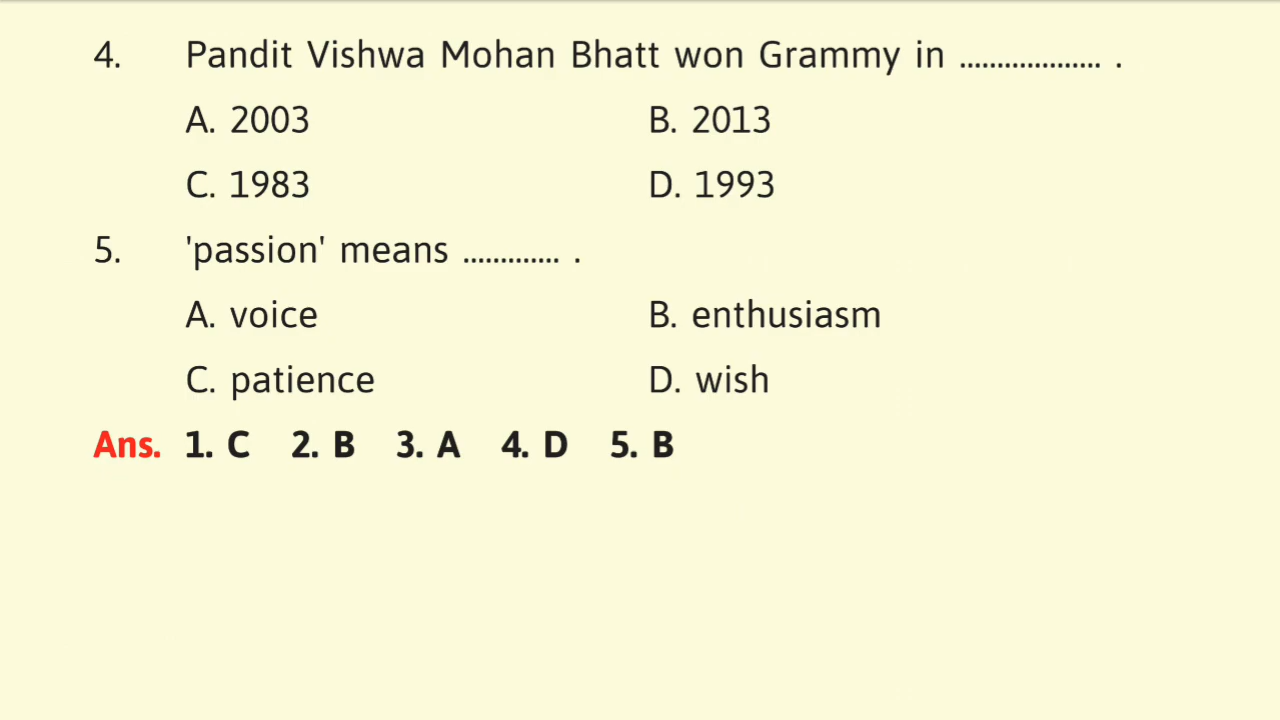 4. Pandit Vishwa Mohan Bhatt won Grammy in ................... .
A. 2003 B. 2013
C. 1983 D. 1993
5. 'passion' means ............. .
A. voice B. enthusiasm
C. patience D. wish
Ans. 1. C 2. B 3. A 4. D 5. B